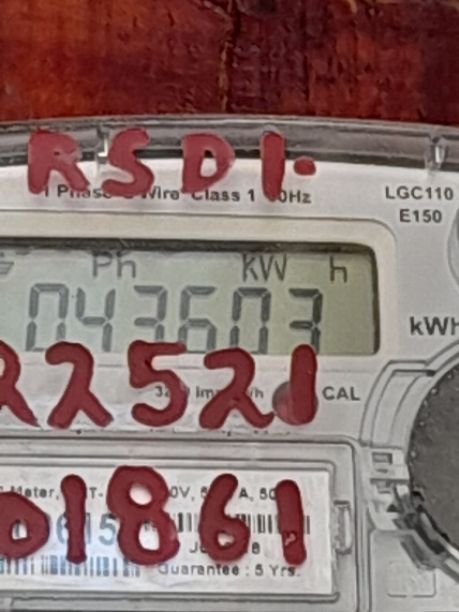 RSD1.
1 Phase Wire Class 1 50Hz
LGC110
E150
Ph kW h
043603
kWh
22521
CAL
Meter,
01861
Guarantee : 5 Yrs.